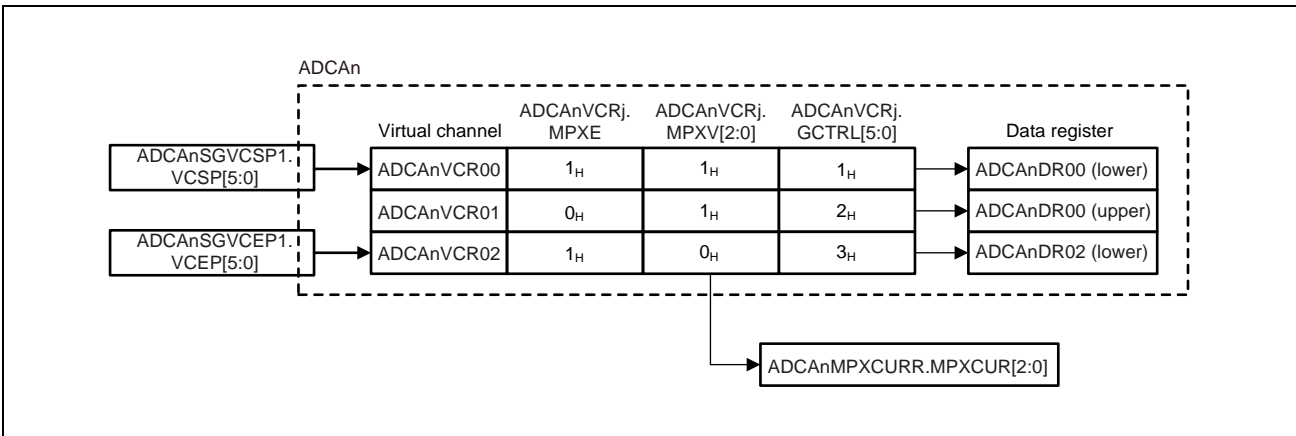 ADCAn
ADCAnVCRj. ADCAnVCRj. ADCAnVCRj.
Virtual channel MPXE MPXV[2:0] GCTRL[5:0] Data register
ADCAnSGVCSP1.
VCSP[5:0]
ADCAnVCR00 1H 1H 1H ADCAnDR00 (lower)
ADCAnVCR01 0H 1H 2H ADCAnDR00 (upper)
ADCAnSGVCEP1.
VCEP[5:0]
ADCAnVCR02 1H 0H 3H ADCAnDR02 (lower)
ADCAnMPXCURR.MPXCUR[2:0]